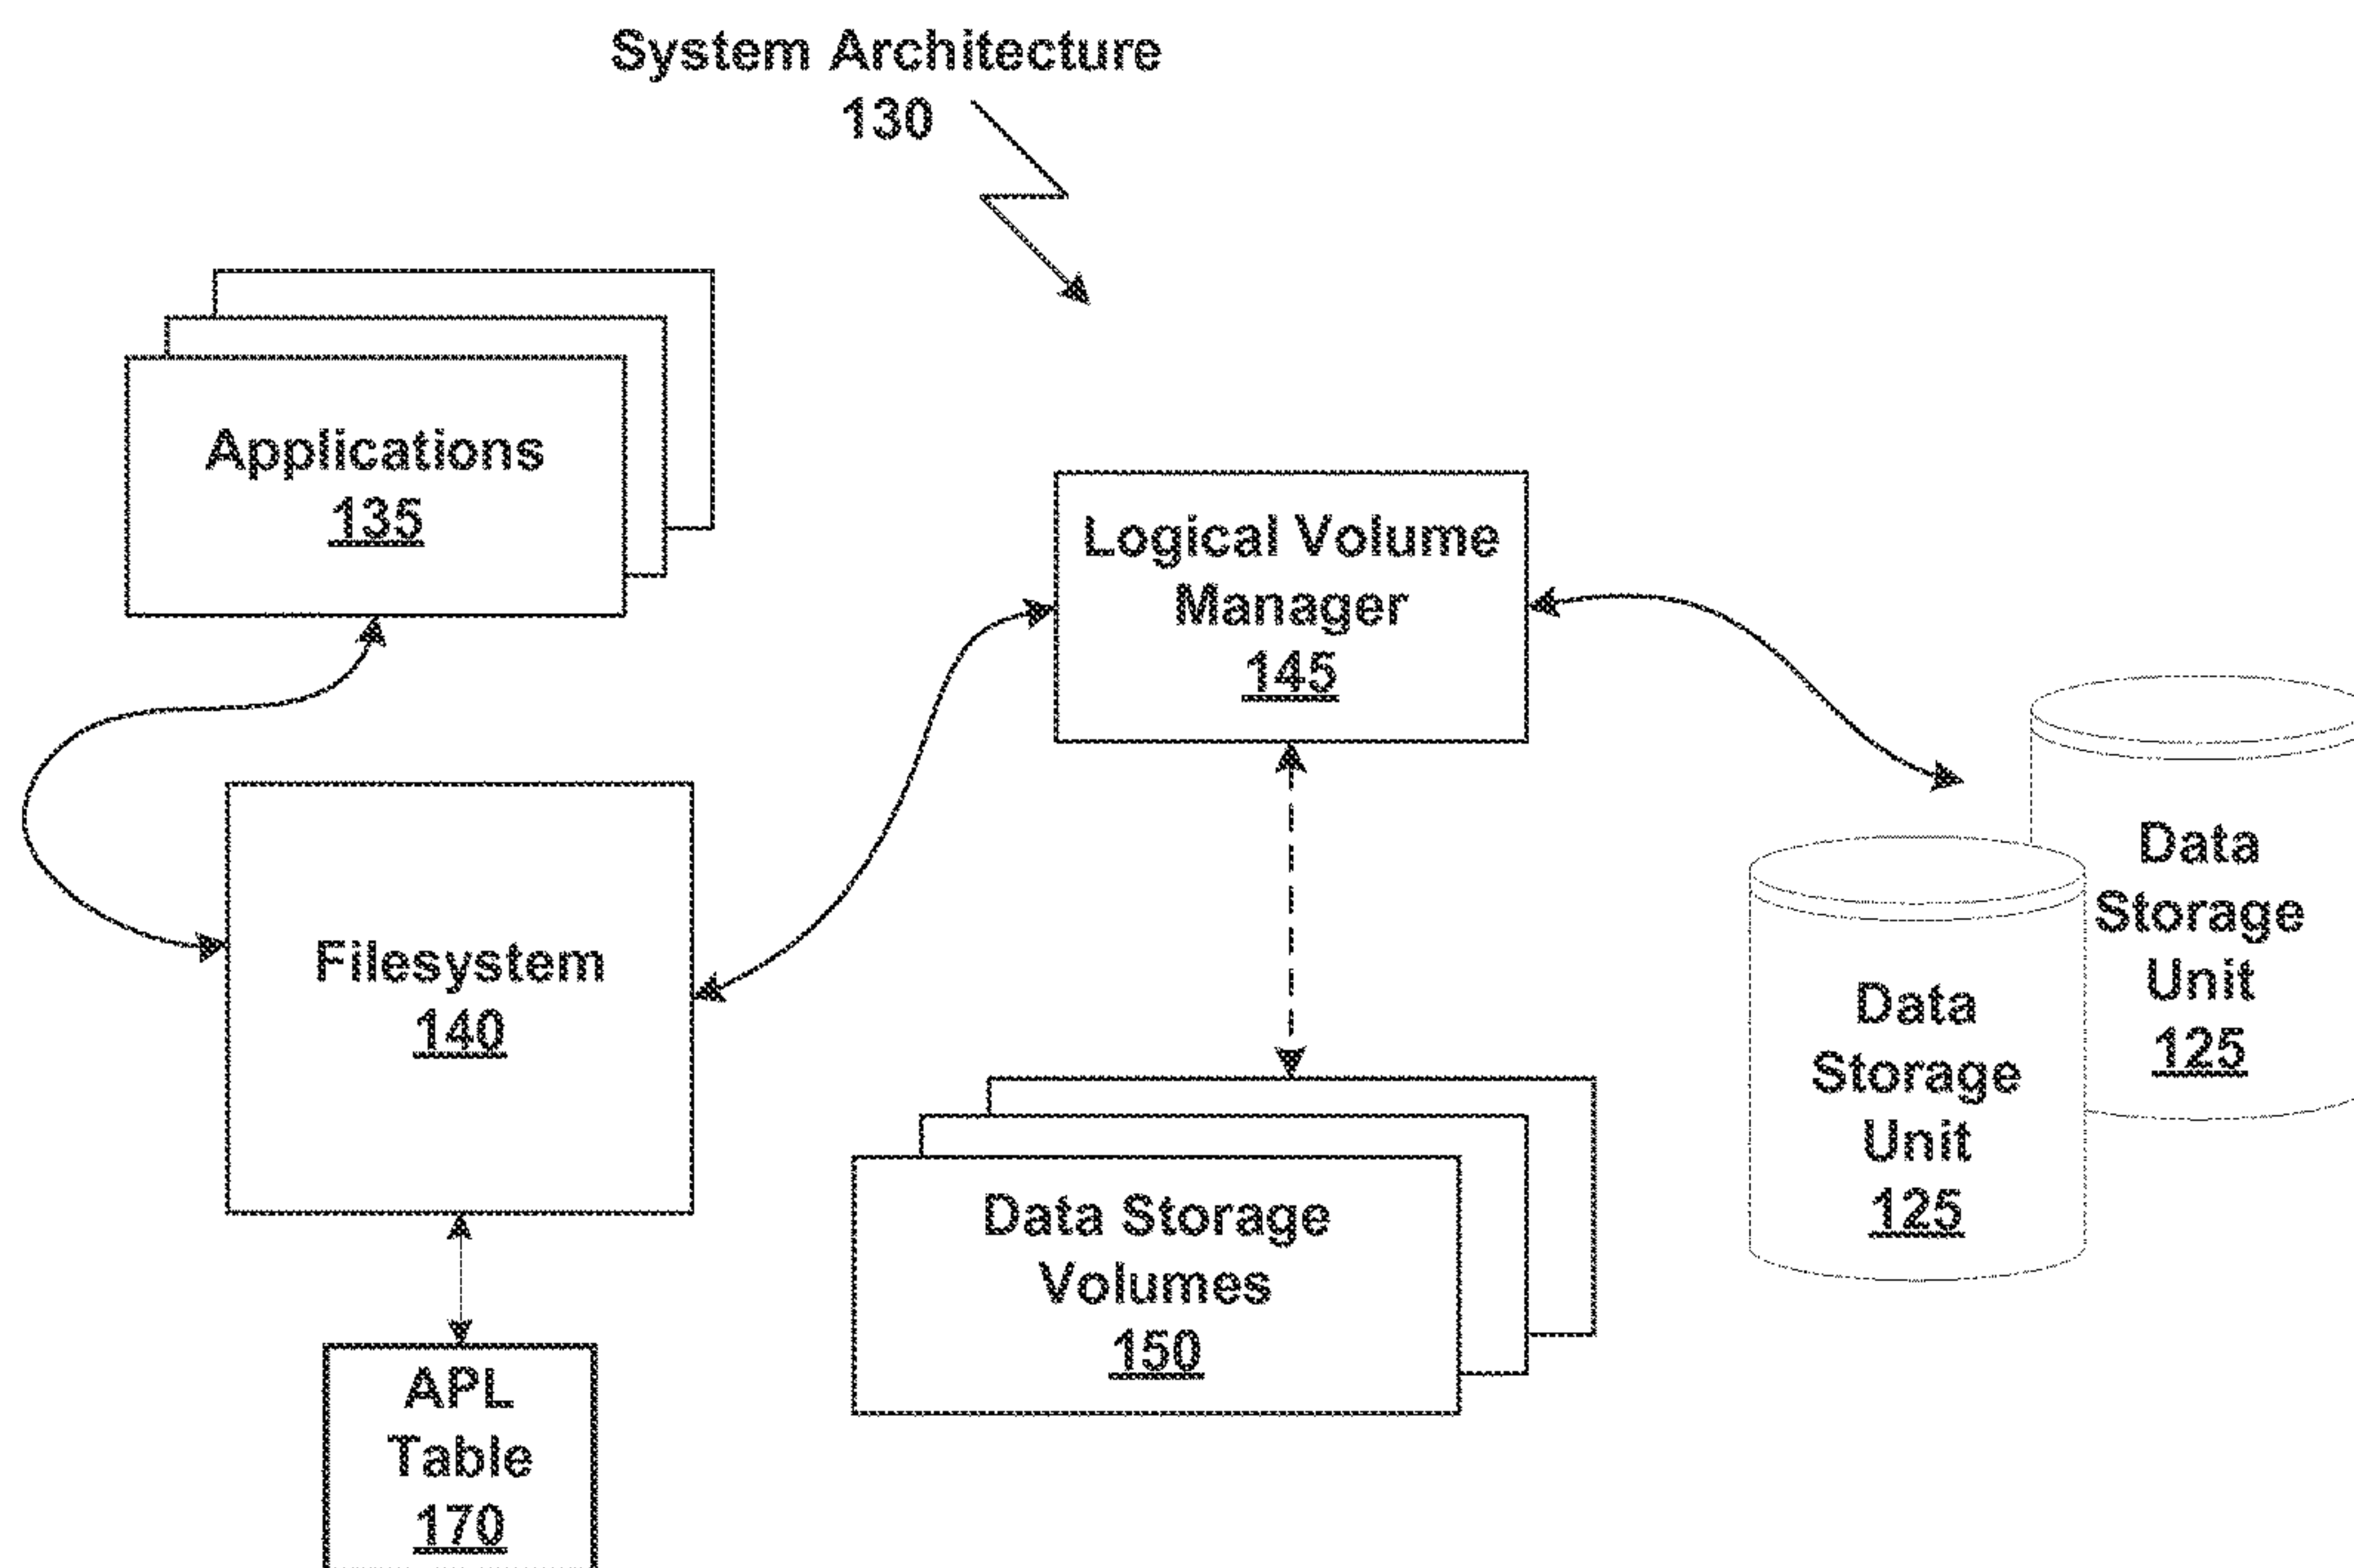 System Architecture
130
Applications
135
Logical Volume
Manager
145
Data
Storage
Unit
125
Data
Storage
Unit
125
Filesystem
140
Data Storage
Volumes
150
APL
Table
170